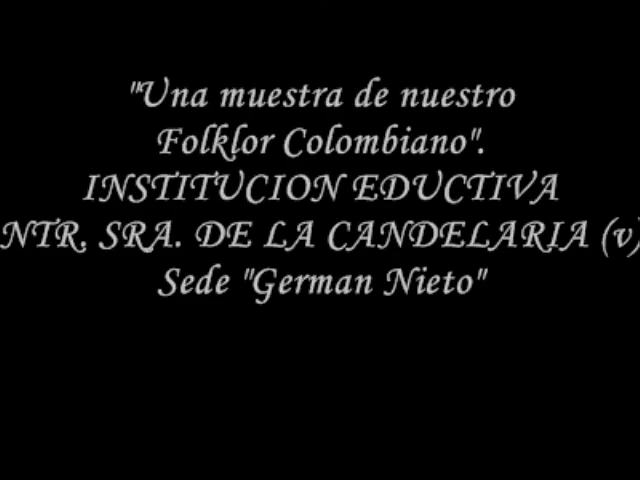 "Una muestra de nuestro
Folklor Colombiano".
INSTITUCION EDUCTIVA
NTR. SRA. DE LA CANDELARIA (v)
Sede "German Nieto"